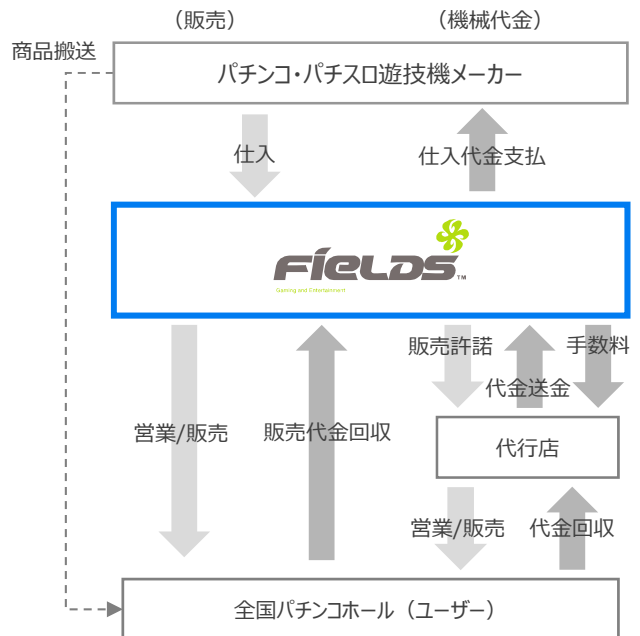 （販売）
（機械代金）
商品搬送
パチンコ・パチスロ遊技機メーカー
仕入
仕入代金支払
FIELDS™
Gaming and Entertainment
販売許諾
手数料
代金送金
営業/販売
販売代金回収
代行店
営業/販売
代金回収
全国パチンコホール（ユーザー）